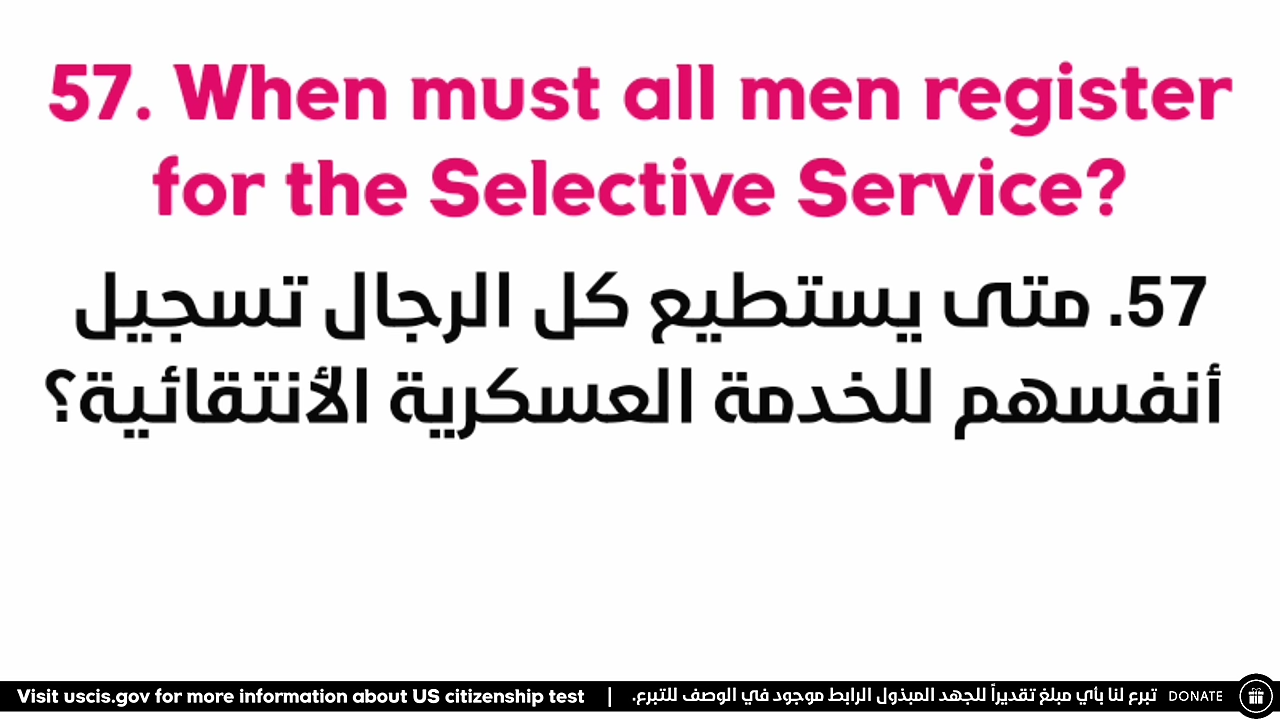 57. When must all men register
for the Selective Service?
57. متى يستطيع كل الرجال تسجيل
أنفسهم للخدمة العسكرية الأنتقائية؟
Visit uscis.gov for more information about US citizenship test | تبرع لنا بأي مبلغ تقديراً للجهد المبذول الرابط موجود في الوصف للتبرع. DONATE